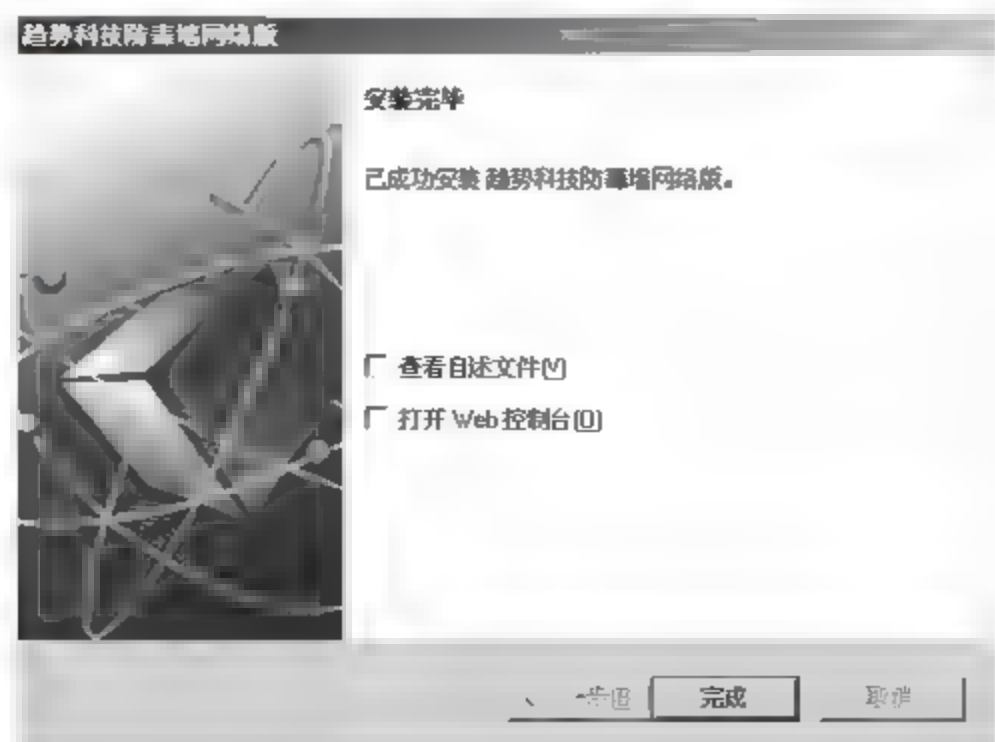 趋势科技防毒墙网络版
安装完毕
已成功安装 趋势科技防毒墙网络版。
查看自述文件(V)
打开 Web 控制台(O)
完成
取消